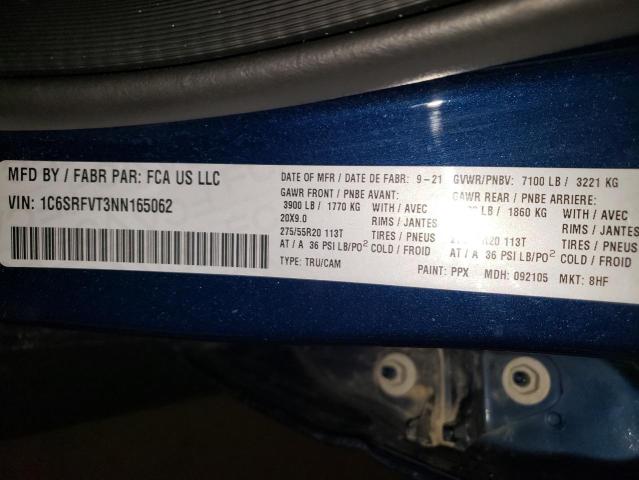 MFD BY / FABR PAR: FCA US LLC
VIN: 1C6SRFVT3NN165062
DATE OF MFR / DATE DE FABR: 9-21
GAWR FRONT / PNBE AVANT:
3900 LB / 1770 KG WITH / AVEC
20X9.0 RIMS / JANTES
275/55R20 113T TIRES / PNEUS
AT / A 36 PSI LB/PO² COLD / FROID
TYPE: TRU/CAM
GVWR/PNBV: 7100 LB / 3221 KG
GAWR REAR / PNBE ARRIERE:
LB / 1860 KG WITH / AVEC
RIMS / JANTES
R20 113T TIRES / PNEUS
AT / A 36 PSI LB/PO² COLD / FROID
PAINT: PPX MDH: 092105 MKT: 8HF